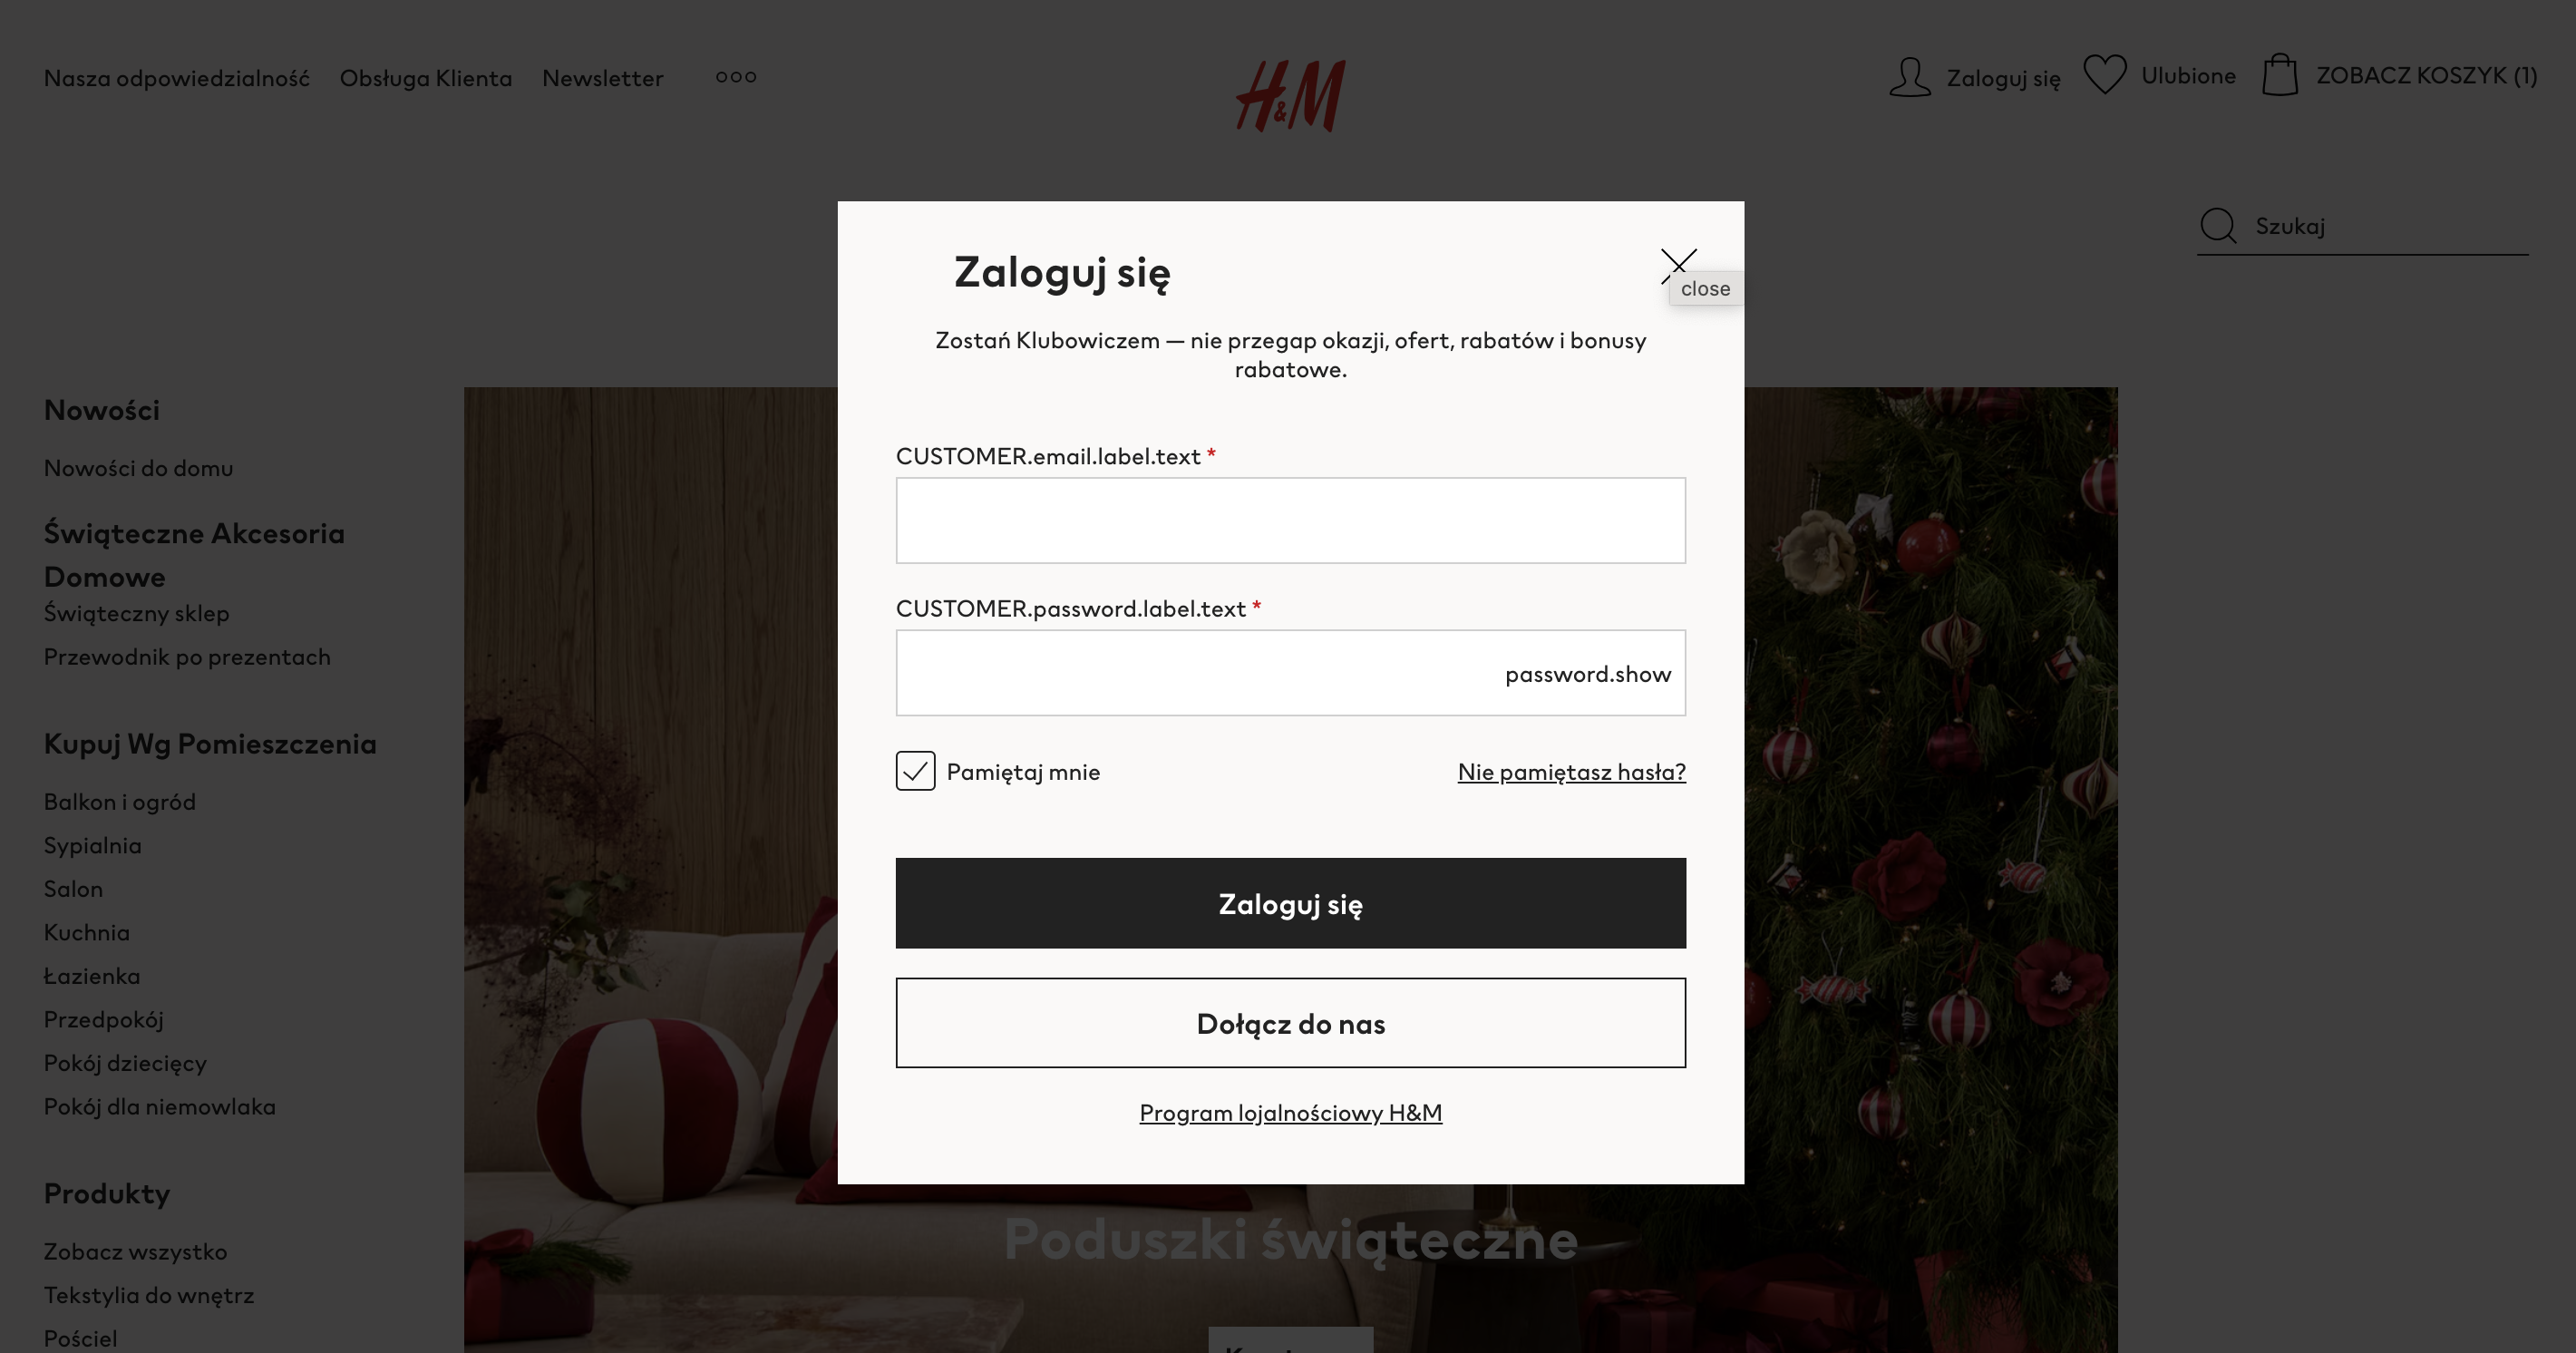 Nasza odpowiedzialność Obsługa Klienta Newsletter
H&M
Zaloguj się Ulubione ZOBACZ KOSZYK (1)
Szukaj
Nowości
Nowości do domu
Świąteczne Akcesoria
Domowe
Świąteczny sklep
Przewodnik po prezentach
Kupuj Wg Pomieszczenia
Balkon i ogród
Sypialnia
Salon
Kuchnia
Łazienka
Przedpokój
Pokój dziecięcy
Pokój dla niemowlaka
Produkty
Zobacz wszystko
Tekstylia do wnętrz
Pościel
Zaloguj się
close
Zostań Klubowiczem — nie przegap okazji, ofert, rabatów i bonusy
rabatowe.
CUSTOMER.email.label.text *
CUSTOMER.password.label.text *
password.show
Pamiętaj mnie
Nie pamiętasz hasła?
Zaloguj się
Dołącz do nas
Program lojalnościowy H&M
Poduszki świąteczne